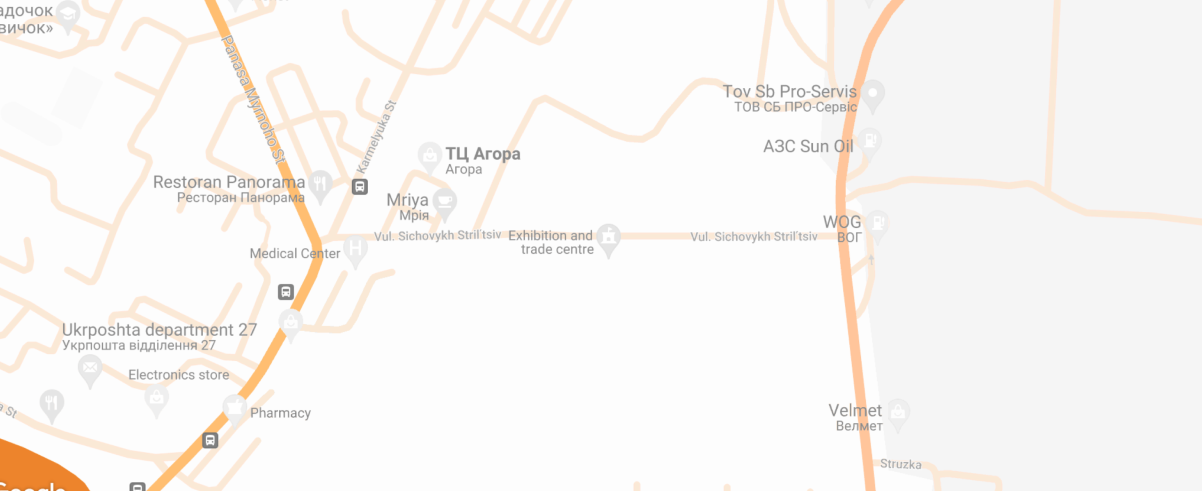 адочок
вичок»
Panasa Myrnoho St
Karmelyuka St
Tov Sb Pro-Servis
ТОВ СБ ПРО-Сервіс
АЗС Sun Oil
ТЦ Агора
Агора
Restoran Panorama
Ресторан Панорама
Mriya
Мрія
WOG
ВОГ
Vul. Sichovykh Stril'tsiv
Exhibition and
trade centre
Vul. Sichovykh Stril'tsiv
Medical Center
Ukrposhta department 27
Укрпошта відділення 27
Electronics store
Pharmacy
a St
Velmet
Велмет
Struzka
Google